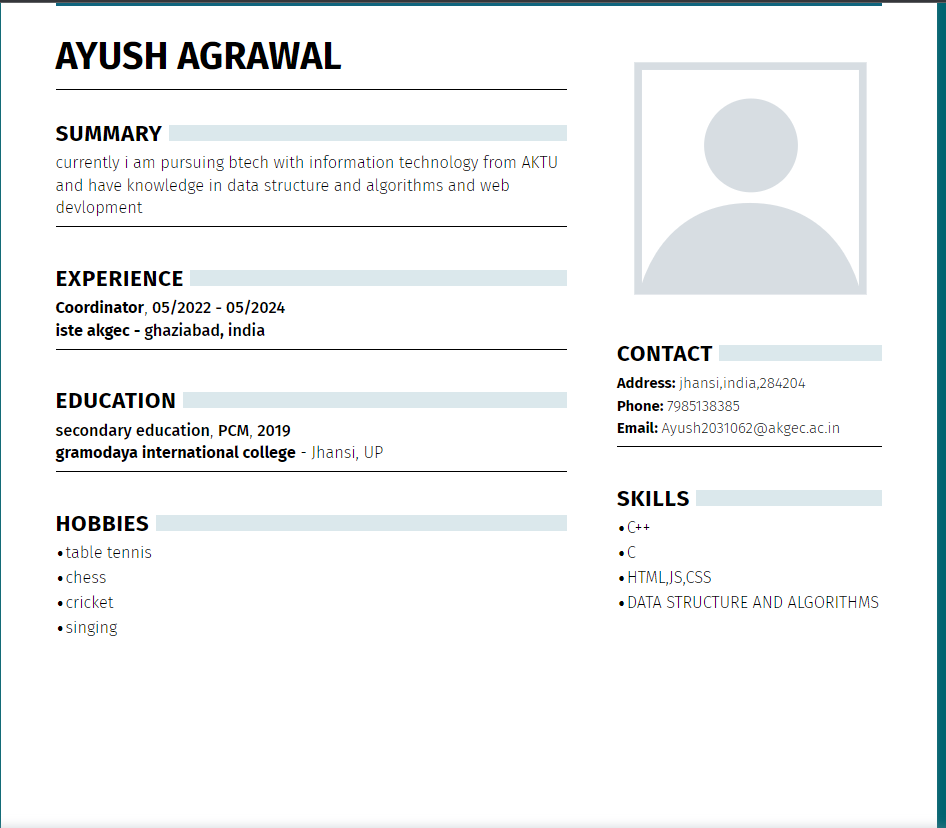 AYUSH AGRAWAL
SUMMARY
currently i am pursuing btech with information technology from AKTU
and have knowledge in data structure and algorithms and web
devlopment
EXPERIENCE
Coordinator, 05/2022 - 05/2024
iste akgec - ghaziabad, india
EDUCATION
secondary education, PCM, 2019
gramodaya international college - Jhansi, UP
HOBBIES
•table tennis
•chess
•cricket
•singing
CONTACT
Address: jhansi,india,284204
Phone: 7985138385
Email: Ayush2031062@akgec.ac.in
SKILLS
•C++
•C
•HTML,JS,CSS
•DATA STRUCTURE AND ALGORITHMS